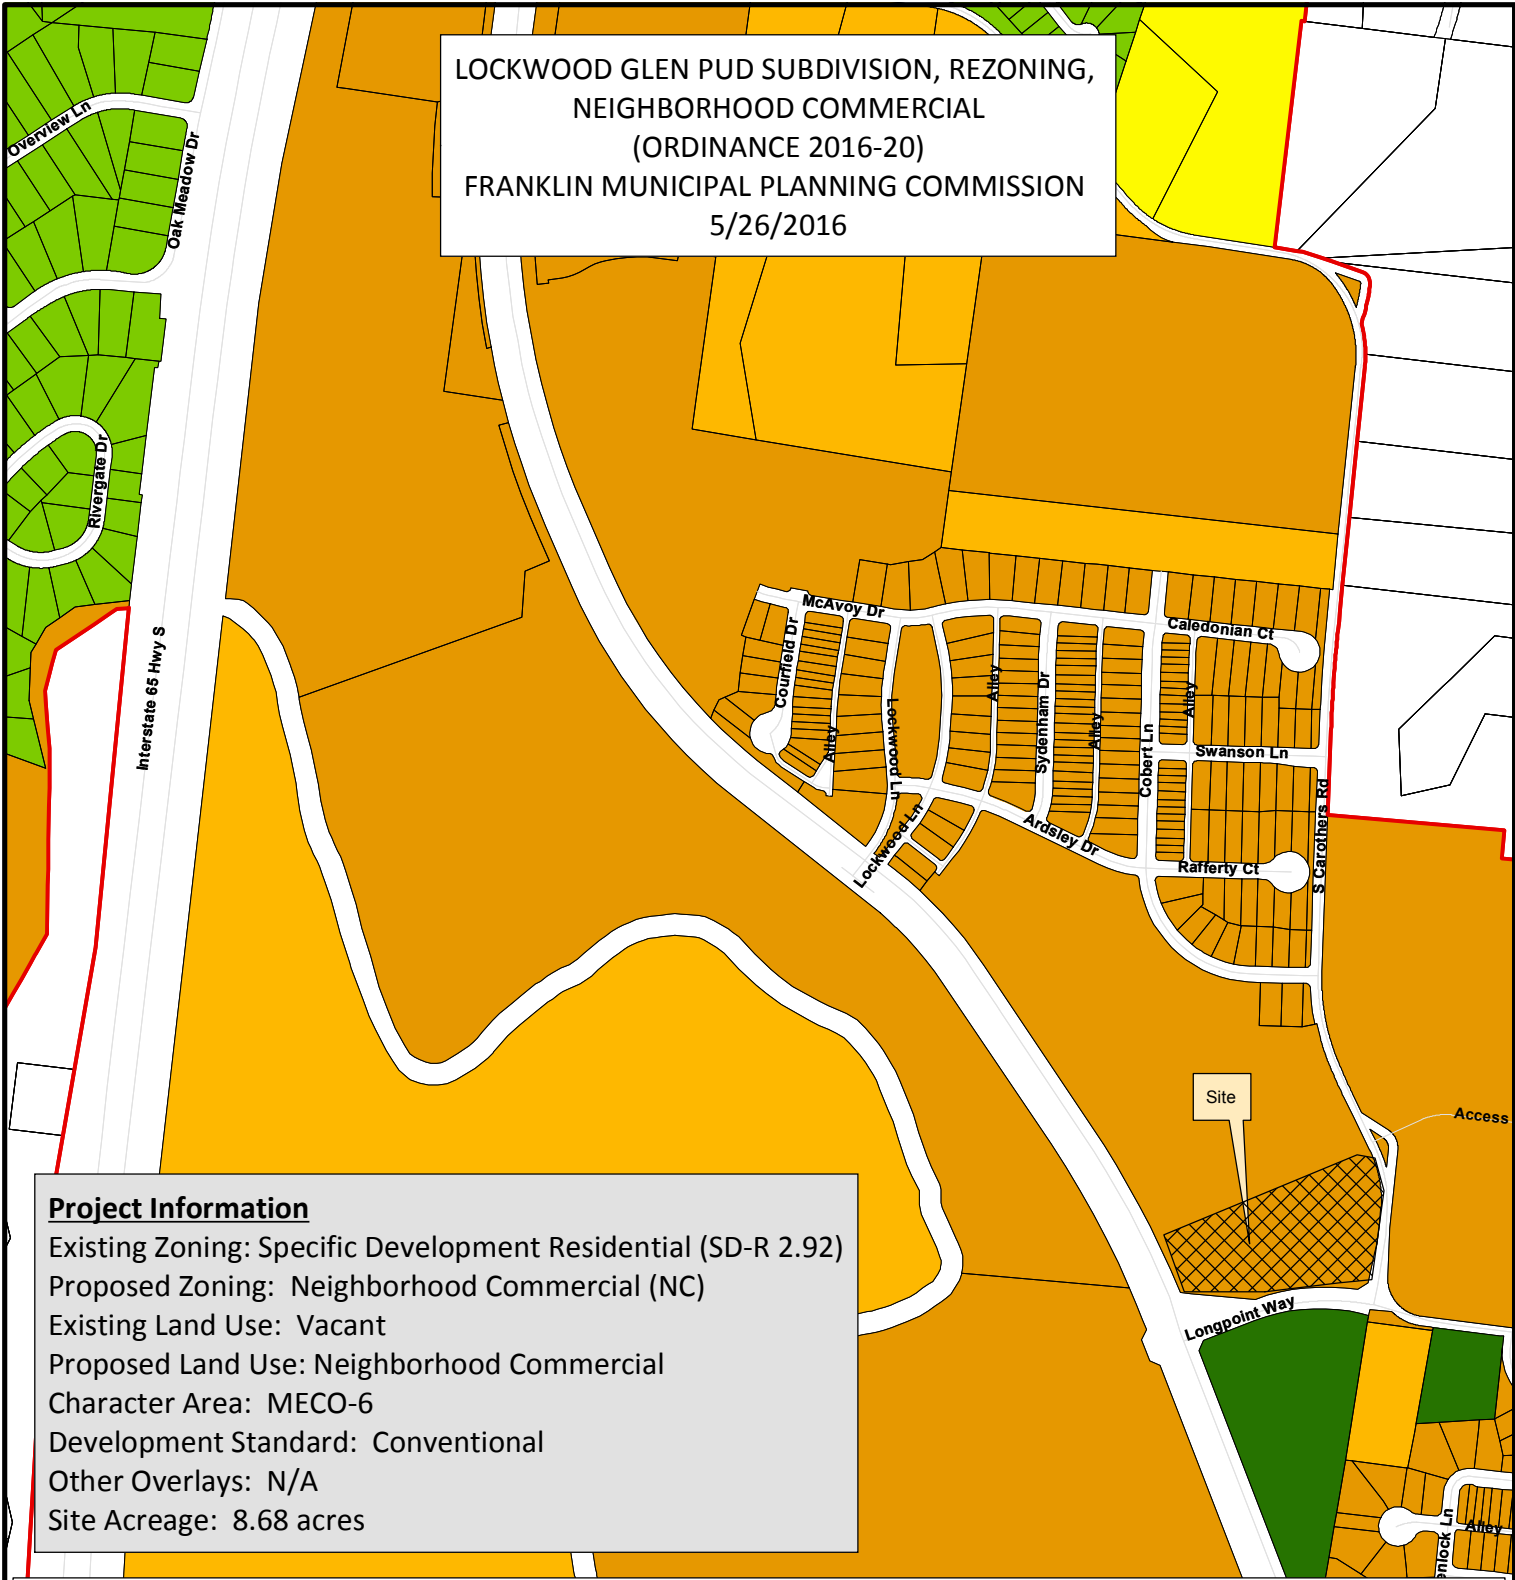 LOCKWOOD GLEN PUD SUBDIVISION, REZONING,
NEIGHBORHOOD COMMERCIAL
(ORDINANCE 2016-20)
FRANKLIN MUNICIPAL PLANNING COMMISSION
5/26/2016
Overview Ln
Oak Meadow Dr
Rivergate Dr
Interstate 65 Hwy S
McAvoy Dr
Caledonian Ct
Courfield Dr
Alley
Lockwood Ln
Alley
Sydenham Dr
Alley
Cobert Ln
Alley
Swanson Ln
S Carothers Rd
Lockwood Ln
Ardsley Dr
Rafferty Ct
Site
Access
Longpoint Way
Alley
enlock Ln
Project Information
Existing Zoning: Specific Development Residential (SD-R 2.92)
Proposed Zoning: Neighborhood Commercial (NC)
Existing Land Use: Vacant
Proposed Land Use: Neighborhood Commercial
Character Area: MECO-6
Development Standard: Conventional
Other Overlays: N/A
Site Acreage: 8.68 acres